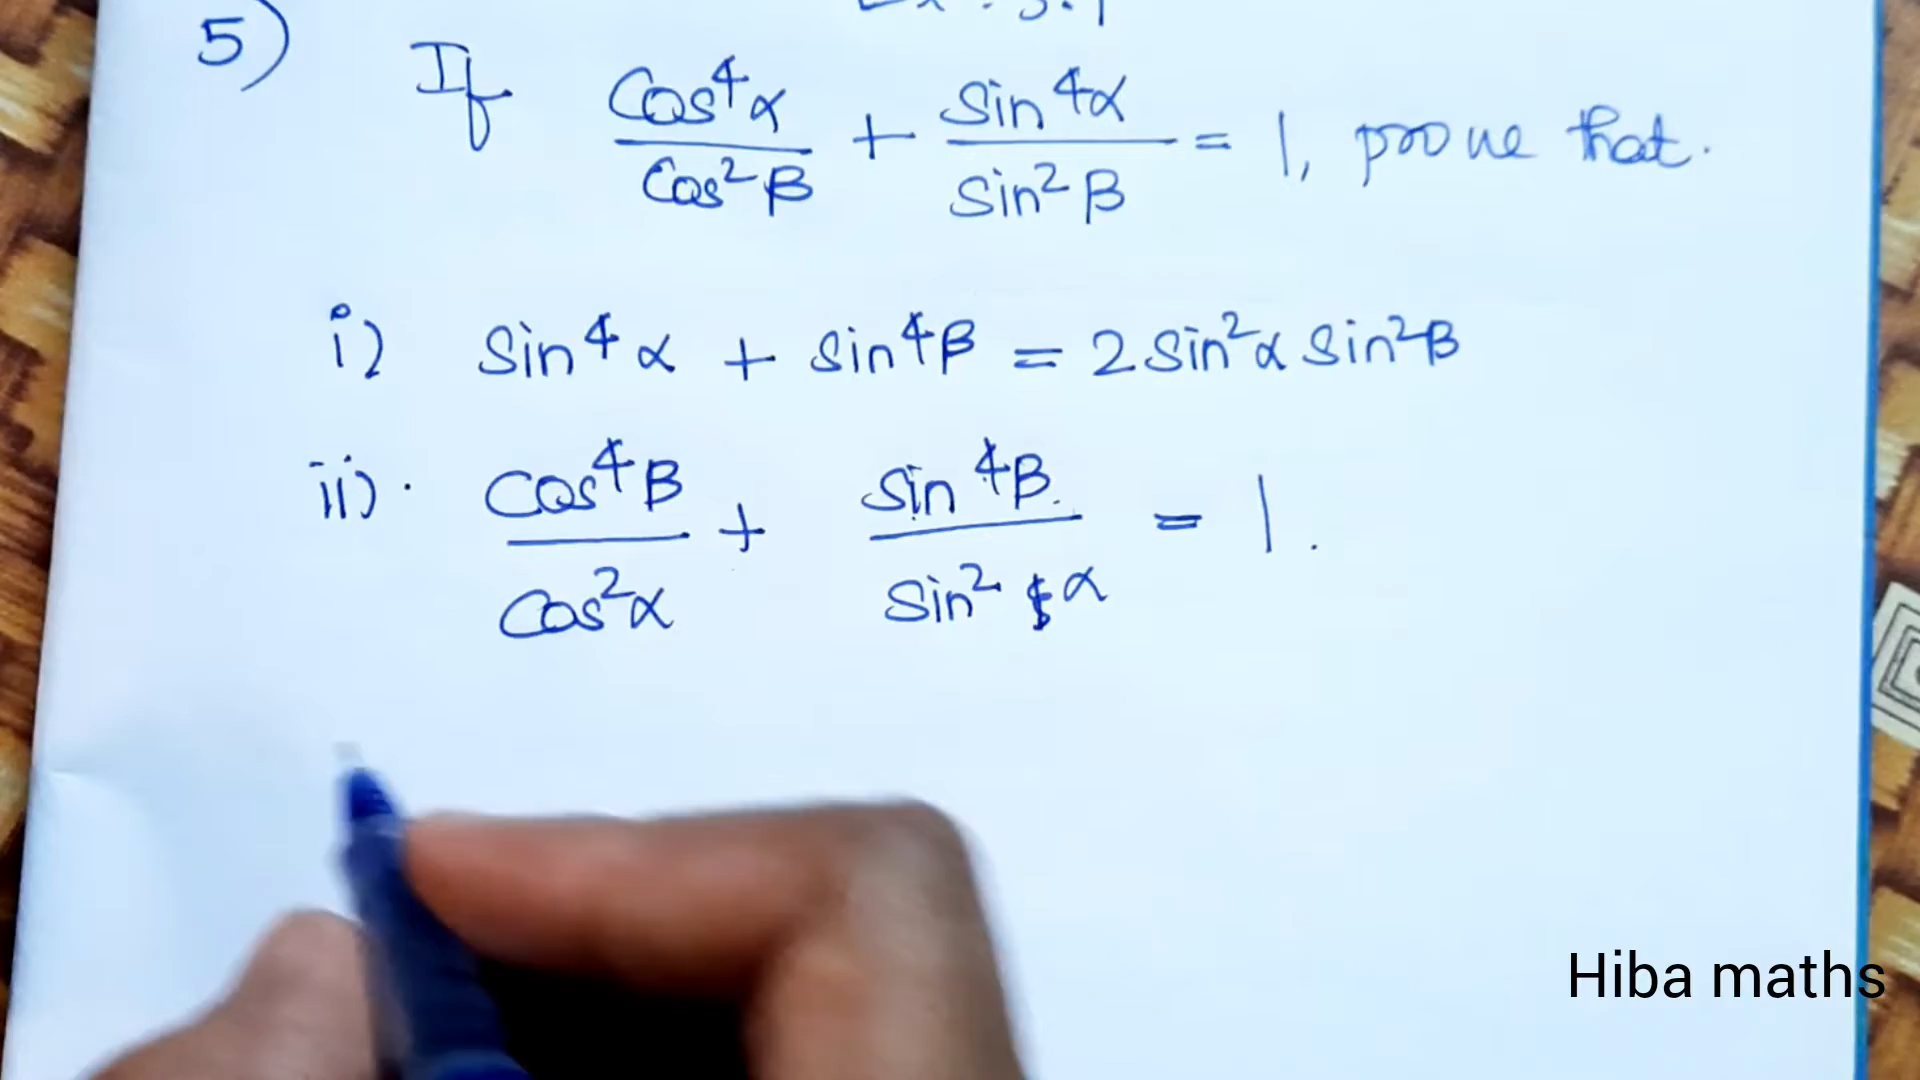 5) If Cos⁴α/Cos²β + Sin⁴α/Sin²β = 1, prove that.
i) Sin⁴α + Sin⁴β = 2Sin²α Sin²β
ii). Cos⁴β/Cos²α + Sin⁴β/Sin²α = 1.
Hiba maths